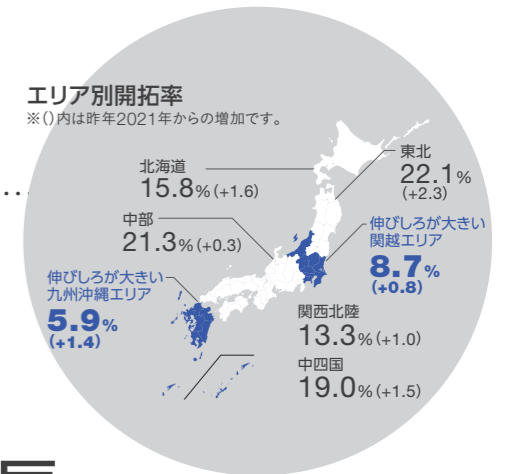 エリア別開拓率
※()内は昨年2021年からの増加です。
北海道
15.8%(+1.6)
東北
22.1%
(+2.3)
中部
21.3%(+0.3)
伸びしろが大きい
関越エリア
8.7%
(+0.8)
伸びしろが大きい
九州沖縄エリア
5.9%
(+1.4)
関西北陸
13.3%(+1.0)
中四国
19.0%(+1.5)